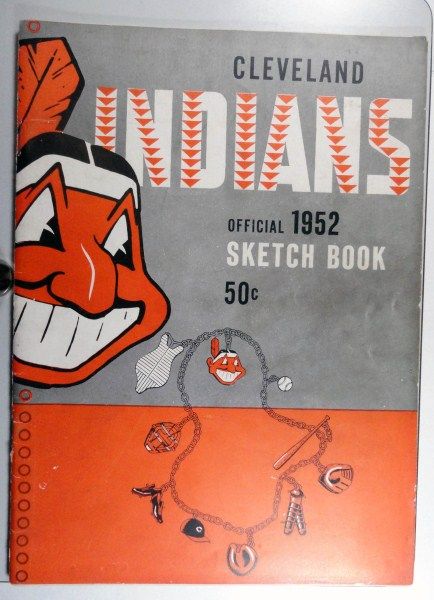 CLEVELAND
INDIANS
OFFICIAL 1952
SKETCH BOOK
50c